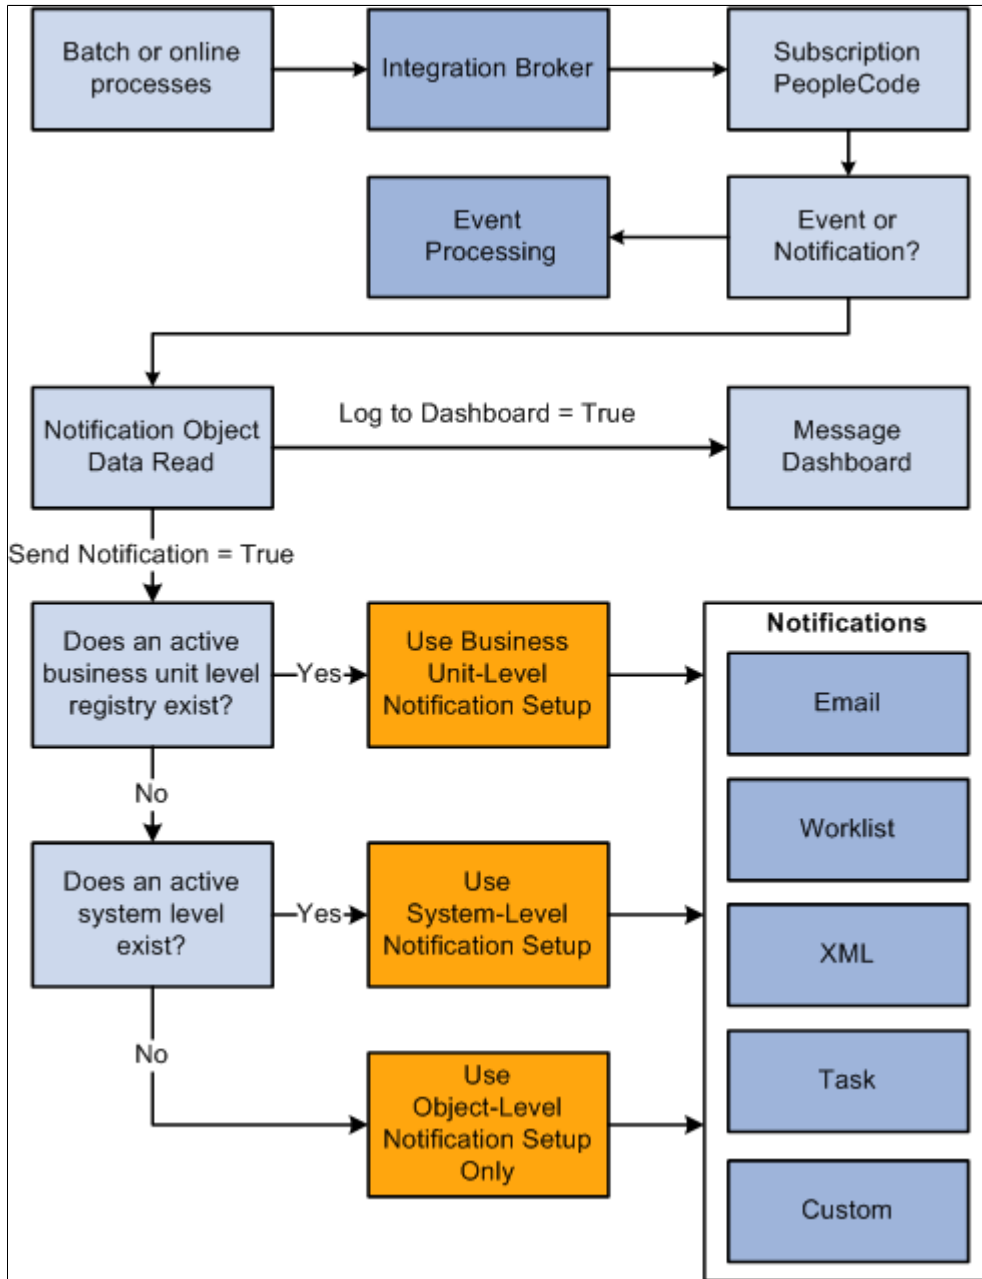 Batch or online
processes
Integration Broker
Subscription
PeopleCode
Event
Processing
Event or
Notification?
Notification Object
Data Read
Log to Dashboard = True
Message
Dashboard
Send Notification = True
Does an active
business unit level
registry exist?
Yes
Use Business
Unit-Level
Notification Setup
No
Does an active
system level
exist?
Yes
Use
System-Level
Notification Setup
No
Use
Object-Level
Notification Setup
Only
Notifications
Email
Worklist
XML
Task
Custom